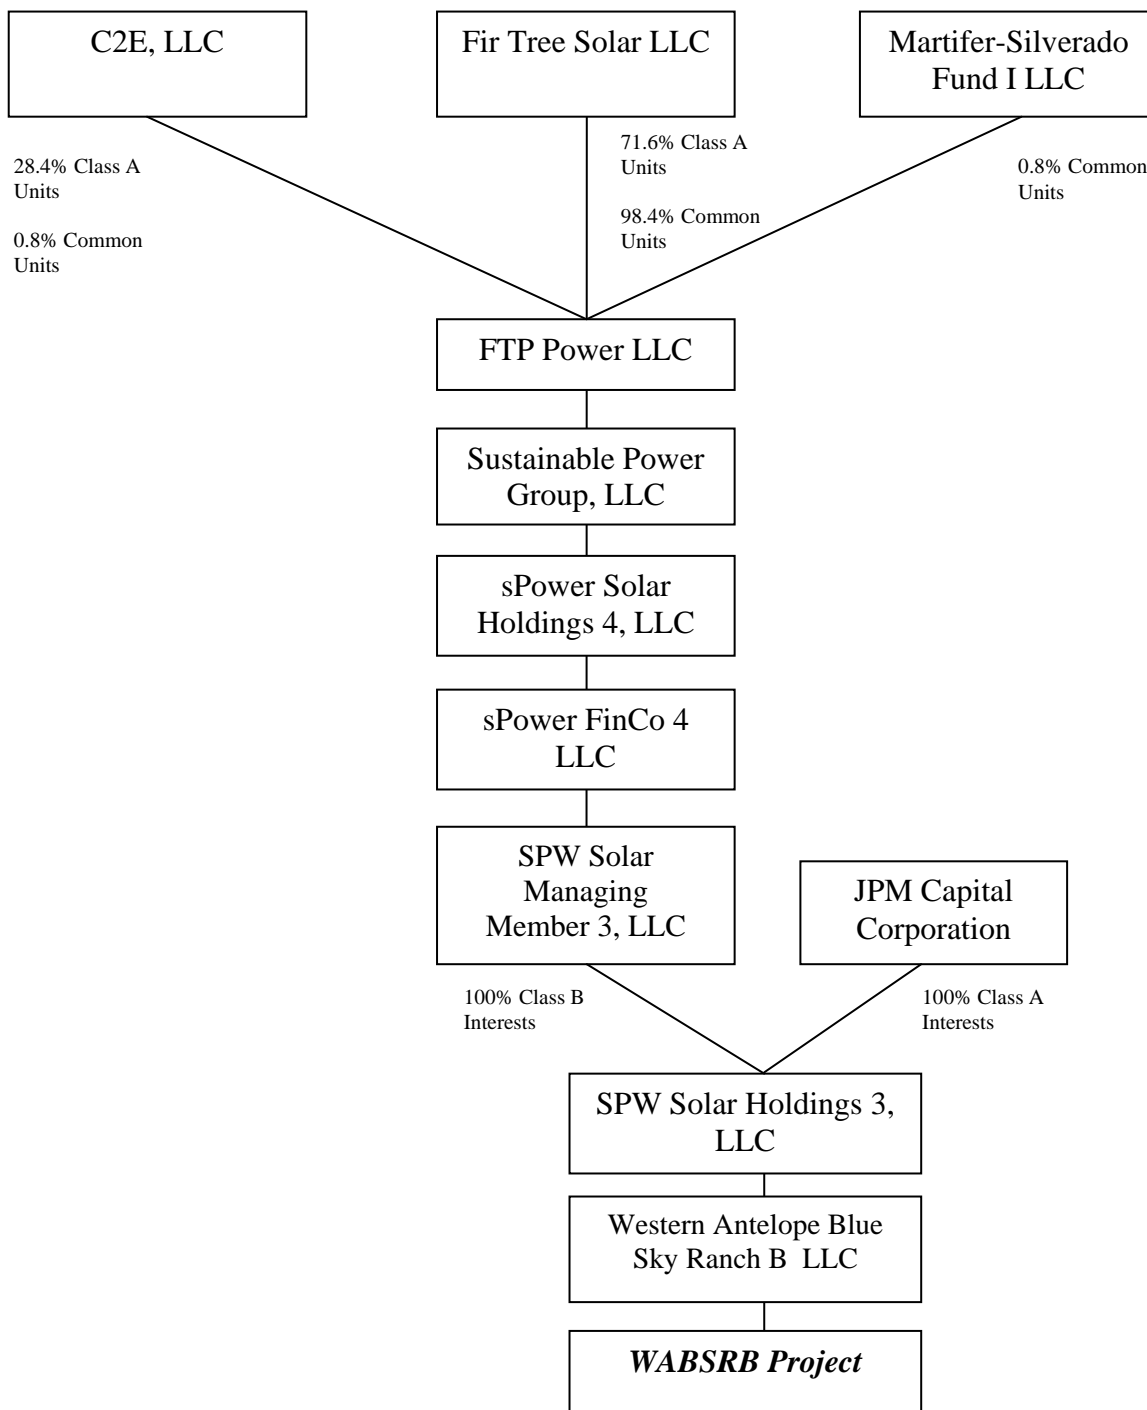 C2E, LLC
Fir Tree Solar LLC
Martifer-Silverado
Fund I LLC
28.4% Class A
Units
0.8% Common
Units
71.6% Class A
Units
98.4% Common
Units
0.8% Common
Units
FTP Power LLC
Sustainable Power
Group, LLC
sPower Solar
Holdings 4, LLC
sPower FinCo 4
LLC
SPW Solar
Managing
Member 3, LLC
JPM Capital
Corporation
100% Class B
Interests
100% Class A
Interests
SPW Solar Holdings 3,
LLC
Western Antelope Blue
Sky Ranch B  LLC
WABSRB Project